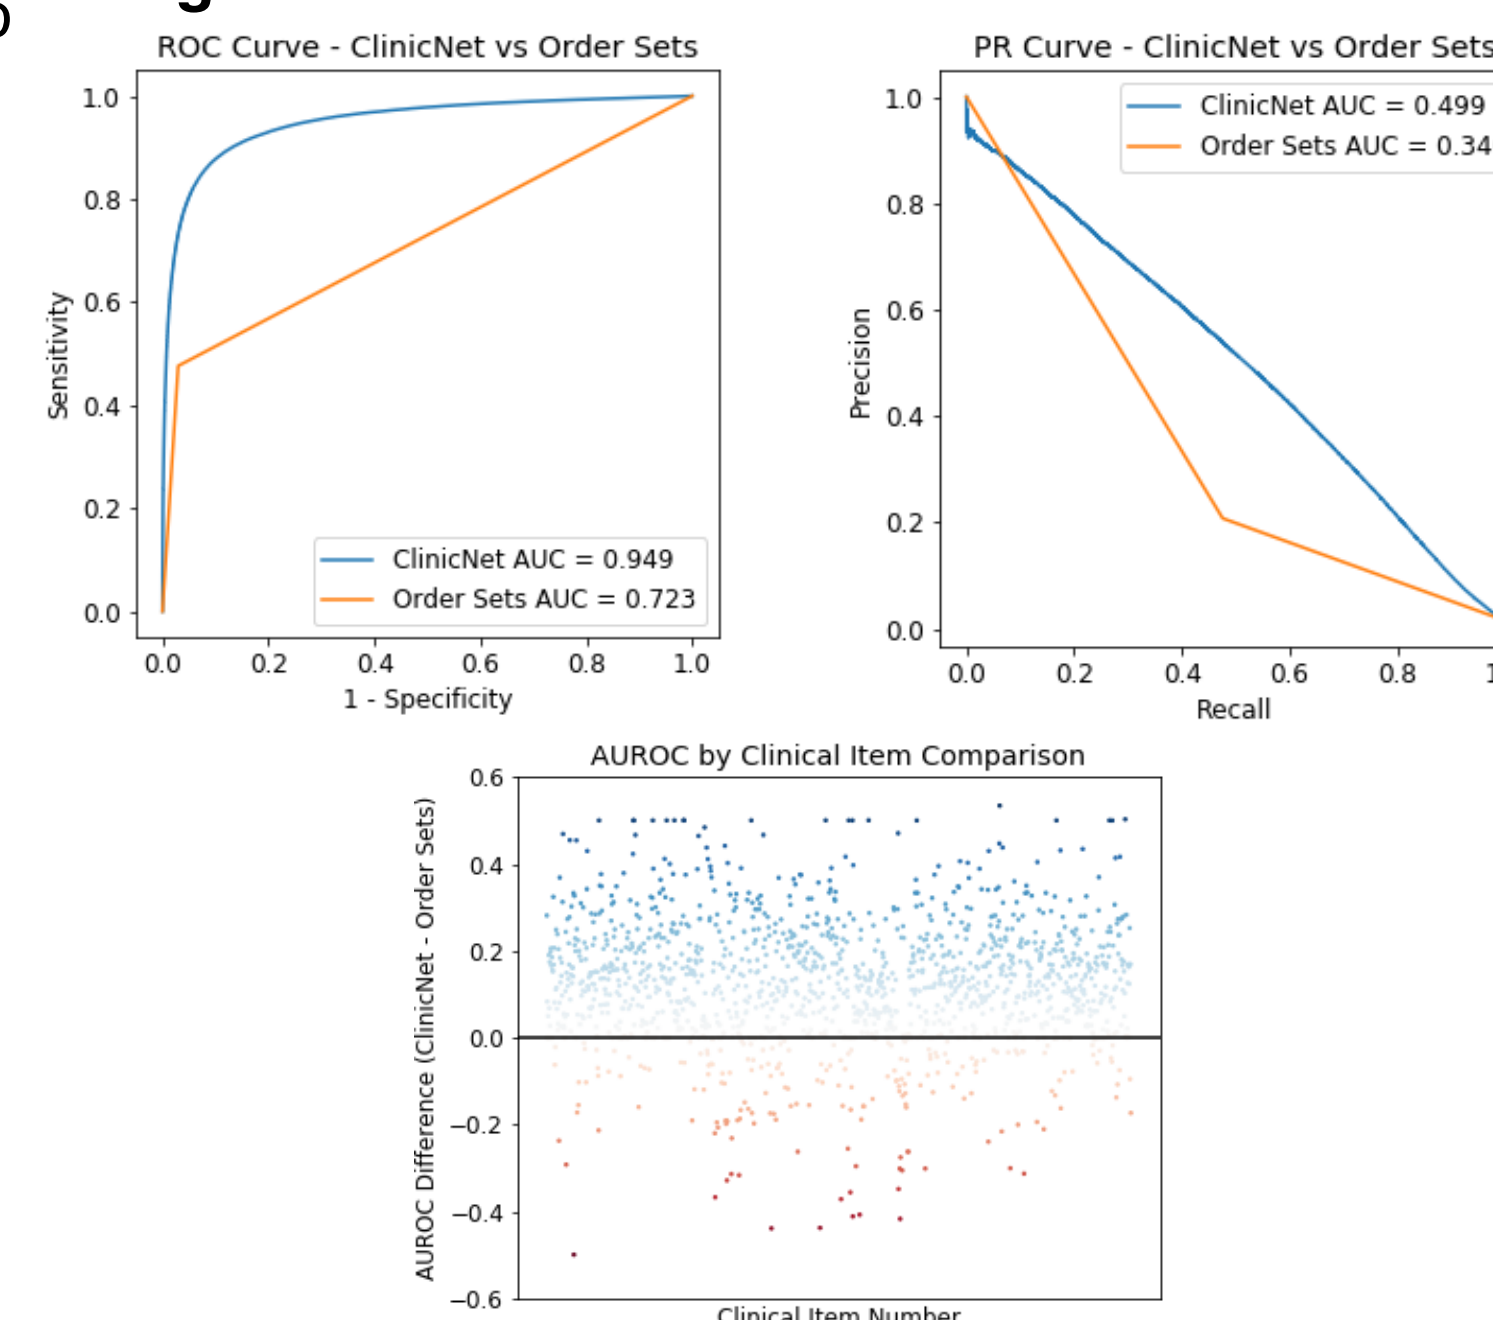 ROC Curve - ClinicNet vs Order Sets
1.0
0.8
0.6
0.4
0.2
0.0
Sensitivity
ClinicNet AUC = 0.949
Order Sets AUC = 0.723
0.0 0.2 0.4 0.6 0.8 1.0
1 - Specificity
PR Curve - ClinicNet vs Order Sets
1.0
0.8
0.6
0.4
0.2
0.0
Precision
ClinicNet AUC = 0.499
Order Sets AUC = 0.34
0.0 0.2 0.4 0.6 0.8
Recall
AUROC by Clinical Item Comparison
0.6
0.4
0.2
0.0
−0.2
−0.4
−0.6
AUROC Difference (ClinicNet - Order Sets)
Clinical Item Number